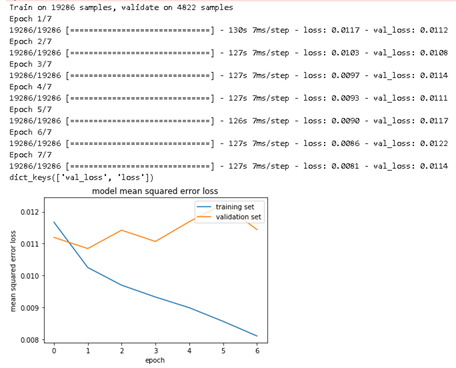 Train on 19286 samples, validate on 4822 samples
Epoch 1/7
19286/19286 [==============================] - 130s 7ms/step - loss: 0.0117 - val_loss: 0.0112
Epoch 2/7
19286/19286 [==============================] - 127s 7ms/step - loss: 0.0103 - val_loss: 0.0108
Epoch 3/7
19286/19286 [==============================] - 127s 7ms/step - loss: 0.0097 - val_loss: 0.0114
Epoch 4/7
19286/19286 [==============================] - 127s 7ms/step - loss: 0.0093 - val_loss: 0.0111
Epoch 5/7
19286/19286 [==============================] - 126s 7ms/step - loss: 0.0090 - val_loss: 0.0117
Epoch 6/7
19286/19286 [==============================] - 127s 7ms/step - loss: 0.0086 - val_loss: 0.0122
Epoch 7/7
19286/19286 [==============================] - 127s 7ms/step - loss: 0.0081 - val_loss: 0.0114
dict_keys(['val_loss', 'loss'])
model mean squared error loss
training set
validation set
mean squared error loss
0.012
0.011
0.010
0.009
0.008
0 1 2 3 4 5 6
epoch